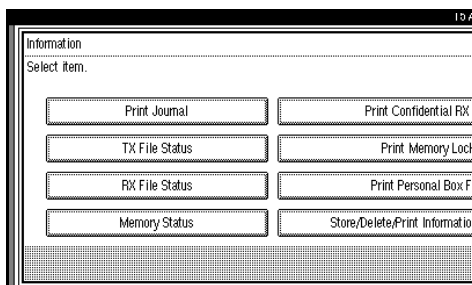 15 A
Information
Select item.
Print Journal
Print Confidential RX
TX File Status
Print Memory Lock
RX File Status
Print Personal Box F
Memory Status
Store/Delete/Print Informatio